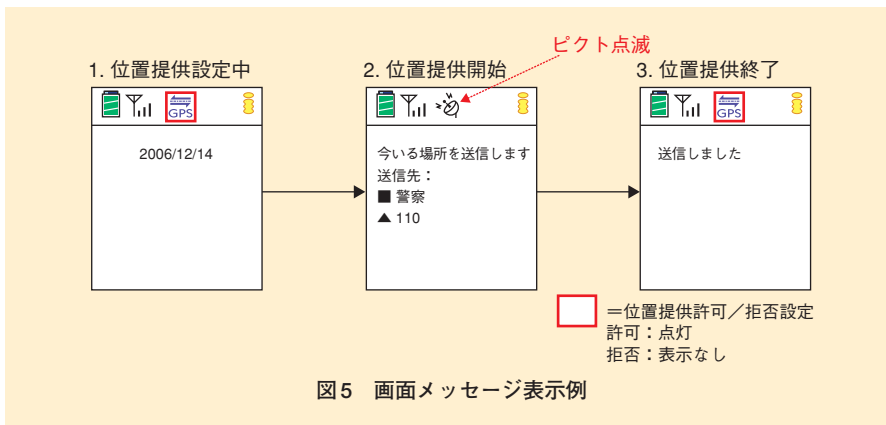 ピクト点滅
1. 位置提供設定中
2. 位置提供開始
3. 位置提供終了
GPS
2006/12/14
今いる場所を送信します
送信先：
■ 警察
▲ 110
GPS
送信しました
＝位置提供許可／拒否設定
許可：点灯
拒否：表示なし
図5　画面メッセージ表示例